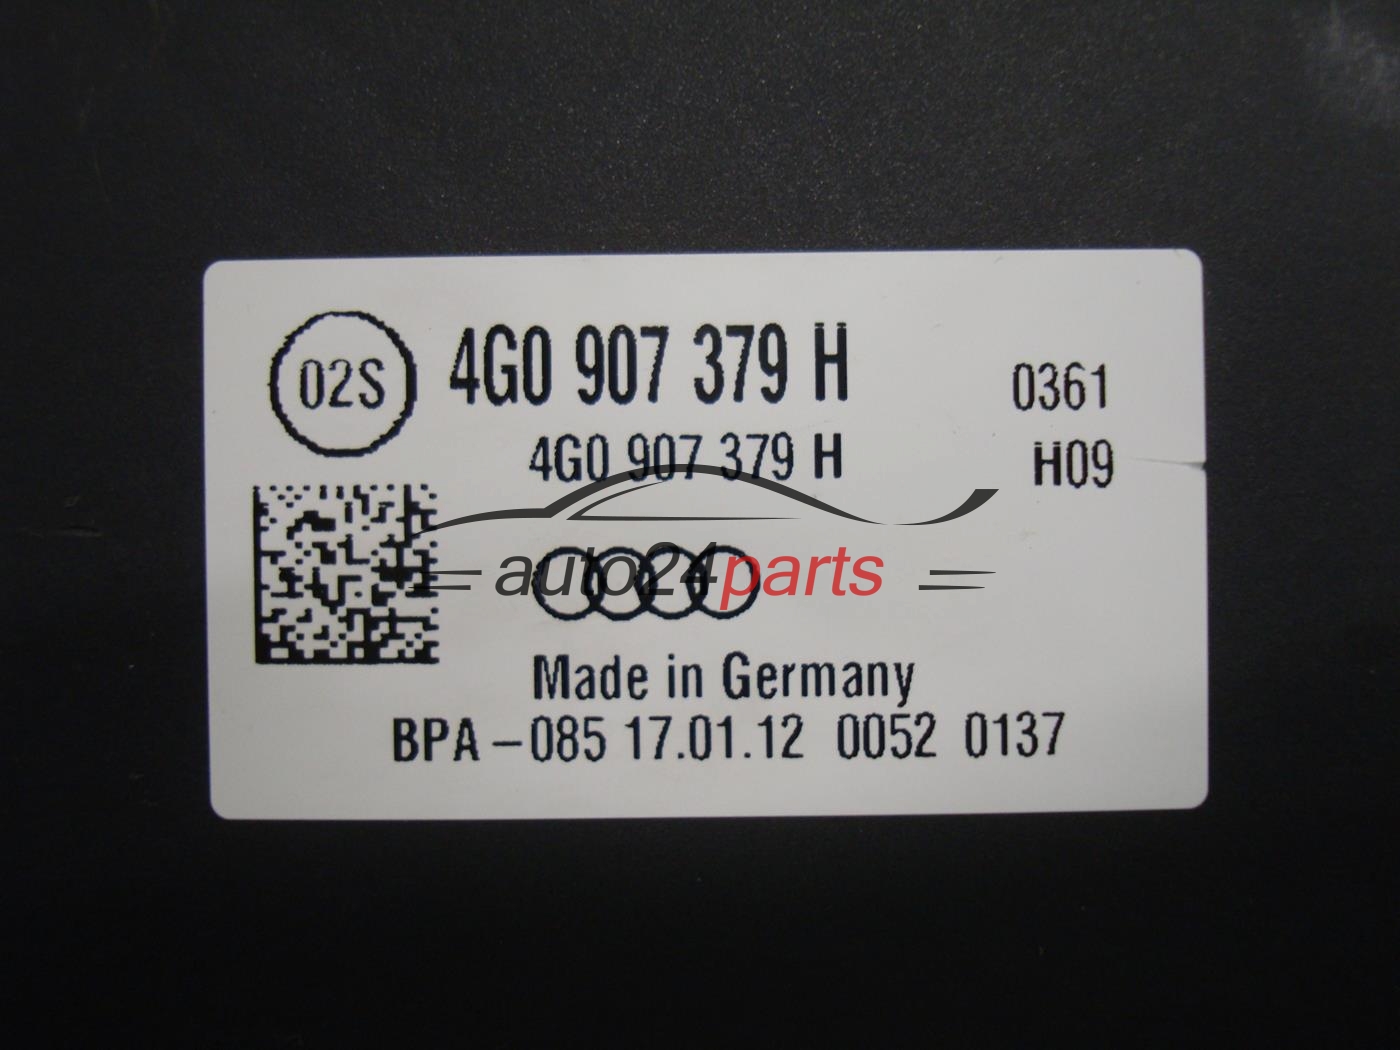 02S 4G0 907 379 H 0361
4G0 907 379 H H09
auto24parts
Made in Germany
BPA – 085 17.01.12 0052 0137